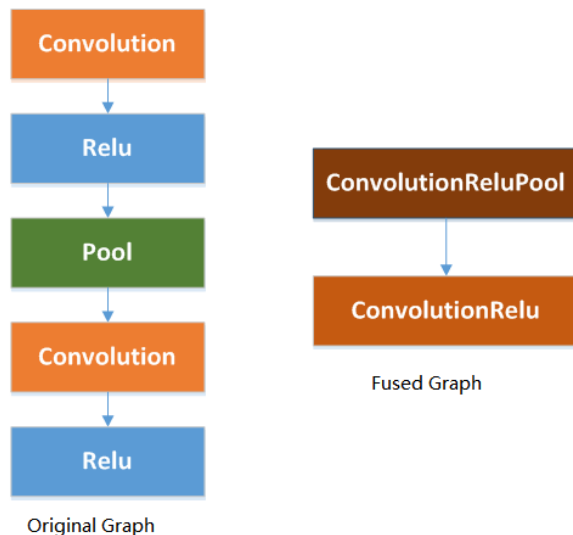 Convolution
Relu
Pool
Convolution
Relu
Original Graph
ConvolutionReluPool
ConvolutionRelu
Fused Graph